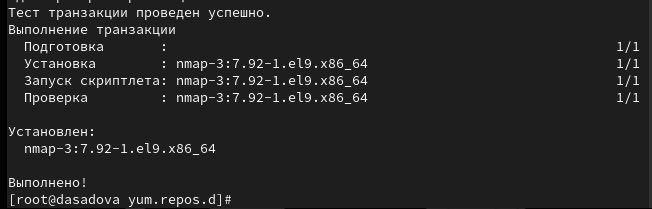 Тест транзакции проведен успешно.
Выполнение транзакции
  Подготовка       :                                                        1/1
  Установка        : nmap-3:7.92-1.el9.x86_64                               1/1
  Запуск скриптлета: nmap-3:7.92-1.el9.x86_64                               1/1
  Проверка         : nmap-3:7.92-1.el9.x86_64                               1/1

Установлен:
  nmap-3:7.92-1.el9.x86_64

Выполнено!
[root@dasadova yum.repos.d]#